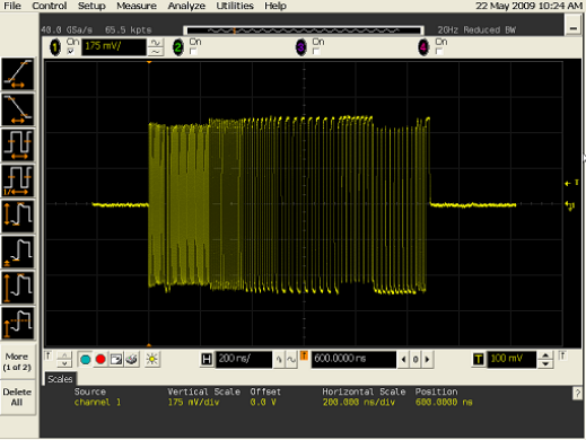 File Control Setup Measure Analyze Utilities Help 22 May 2009 10:24 AM
40.0 GSa/s 65.5 kpts 2GHz Reduced BW
1 On 175 mV/ 2 On 3 On 4 On
T
More
(1 of 2)
Delete
All
H 200 ns/ T 600.0000 ns 0 T 100 mV
Scales
Source Vertical Scale Offset Horizontal Scale Position
channel 1 175 mV/div 0.0 V 200.000 ns/div 600.0000 ns
?